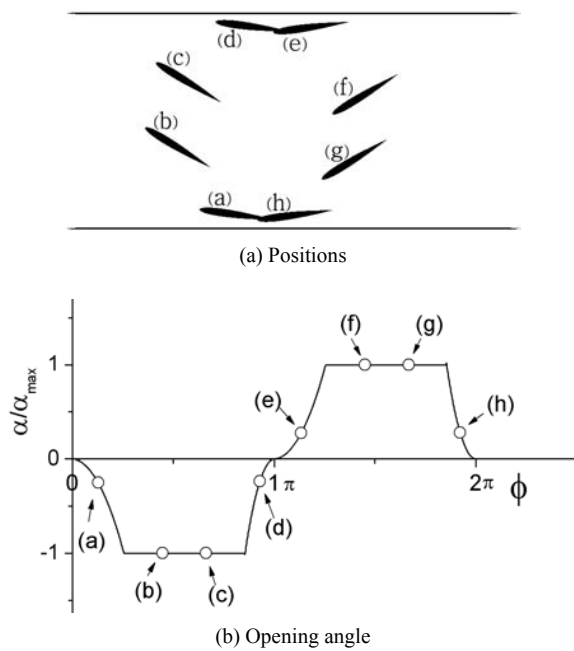 (d) (e)
(c)
(f)
(b)
(g)
(a) (h)
(a) Positions
α/α_max
(f) (g)
1
(e) (h)
0
0 1π 2π ϕ
(a) (d)
-1
(b) (c)
(b) Opening angle